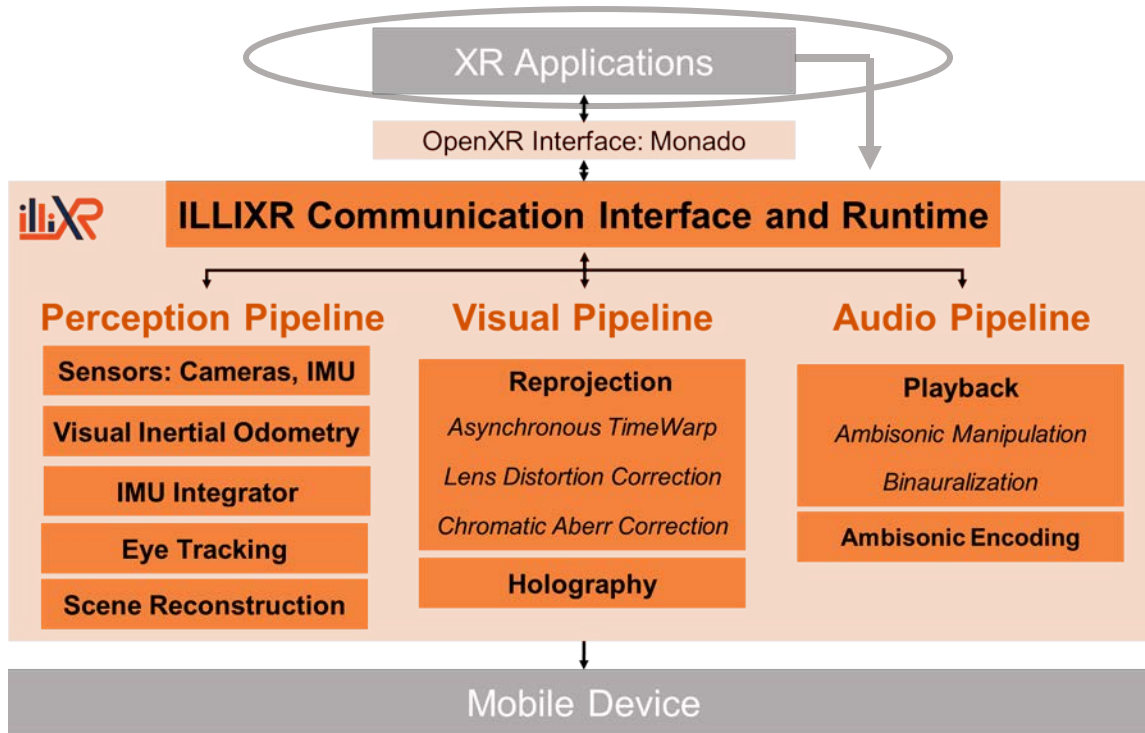 XR Applications
OpenXR Interface: Monado
illiXR
ILLIXR Communication Interface and Runtime
Perception Pipeline
Sensors: Cameras, IMU
Visual Inertial Odometry
IMU Integrator
Eye Tracking
Scene Reconstruction
Visual Pipeline
Reprojection
Asynchronous TimeWarp
Lens Distortion Correction
Chromatic Aberr Correction
Holography
Audio Pipeline
Playback
Ambisonic Manipulation
Binauralization
Ambisonic Encoding
Mobile Device